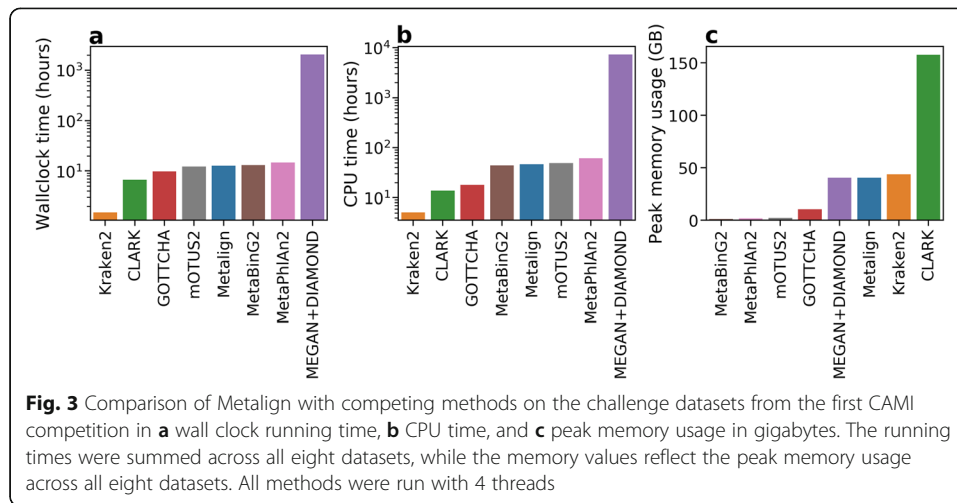 a
b
c
Wallclock time (hours)
10³
10²
10¹
Kraken2
CLARK
GOTTCHA
mOTUS2
Metalign
MetaBinG2
MetaPhlAn2
MEGAN+DIAMOND
CPU time (hours)
10⁴
10³
10²
10¹
Kraken2
CLARK
GOTTCHA
MetaBinG2
Metalign
mOTUS2
MetaPhlAn2
MEGAN+DIAMOND
Peak memory usage (GB)
150
100
50
0
MetaBinG2
MetaPhlAn2
mOTUS2
GOTTCHA
MEGAN+DIAMOND
Metalign
Kraken2
CLARK
Fig. 3 Comparison of Metalign with competing methods on the challenge datasets from the first CAMI
competition in a wall clock running time, b CPU time, and c peak memory usage in gigabytes. The running
times were summed across all eight datasets, while the memory values reflect the peak memory usage
across all eight datasets. All methods were run with 4 threads